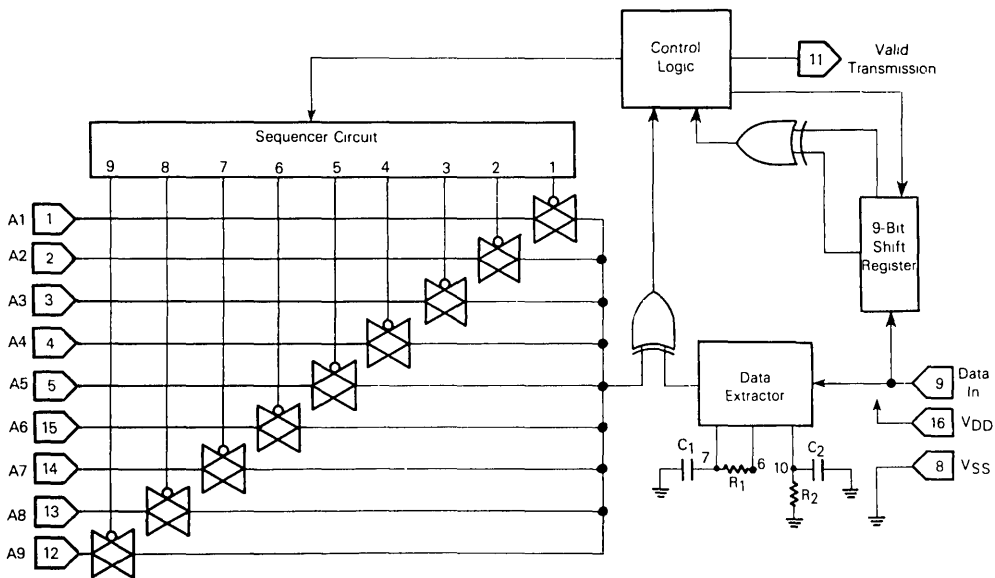 Control
Logic
11
Valid
Transmission
Sequencer Circuit
9 8 7 6 5 4 3 2 1
A1 1
A2 2
A3 3
A4 4
A5 5
A6 15
A7 14
A8 13
A9 12
9-Bit
Shift
Register
Data
Extractor
9 Data
In
16 VDD
8 VSS
C1 7 R1 6 10 C2
R2